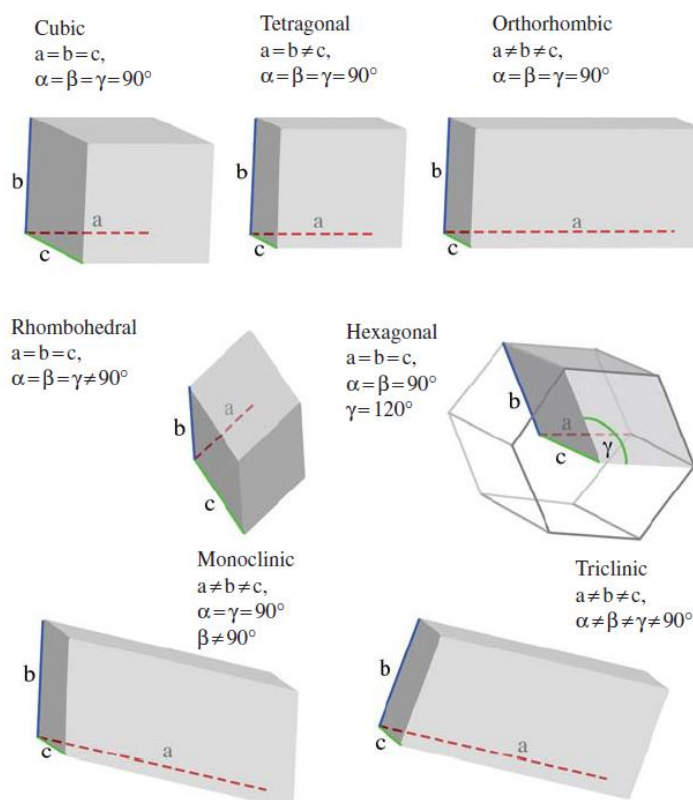 Cubic
a=b=c,
α=β=γ=90°
b
a
c
Tetragonal
a=b≠c,
α=β=γ=90°
b
a
c
Orthorhombic
a≠b≠c,
α=β=γ=90°
b
a
c
Rhombohedral
a=b=c,
α=β=γ≠90°
b
a
c
Hexagonal
a=b=c,
α=β=90°
γ=120°
b
a
c
γ
Monoclinic
a≠b≠c,
α=γ=90°
β≠90°
b
c
a
Triclinic
a≠b≠c,
α≠β≠γ≠90°
b
c
a